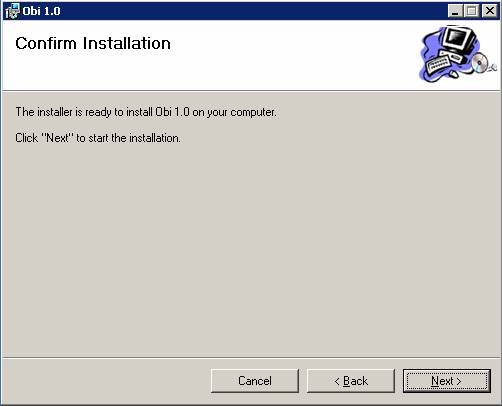 Obi 1.0
Confirm Installation
The installer is ready to install Obi 1.0 on your computer.
Click "Next" to start the installation.
Cancel
< Back
Next >